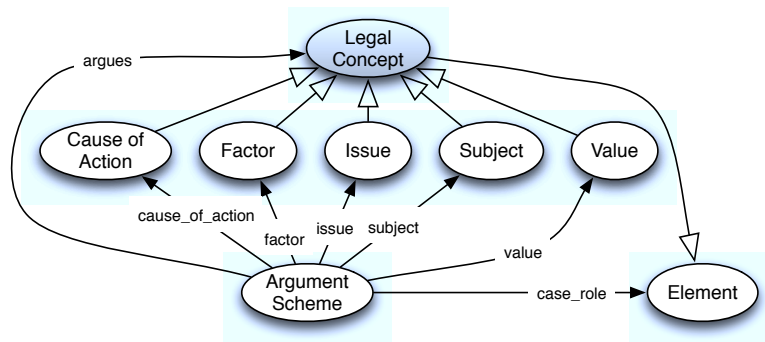 Legal
Concept
argues
Cause of
Action
Factor
Issue
Subject
Value
cause_of_action
factor
issue
subject
value
Argument
Scheme
case_role
Element